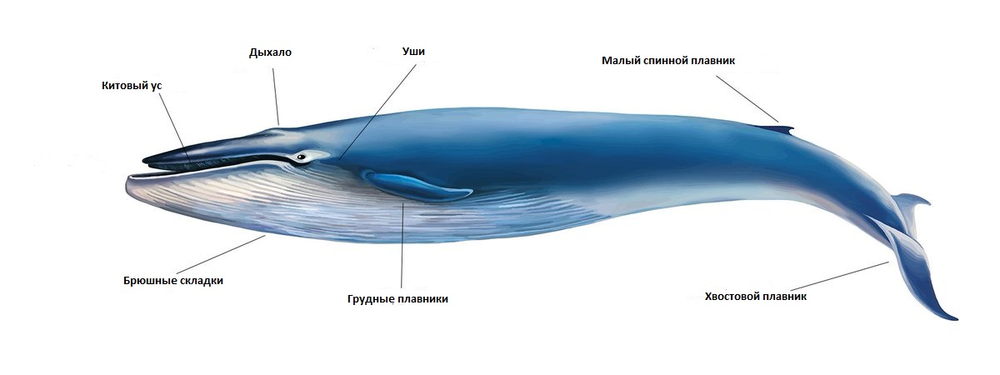 Дыхало
Уши
Малый спинной плавник
Китовый ус
Брюшные складки
Грудные плавники
Хвостовой плавник